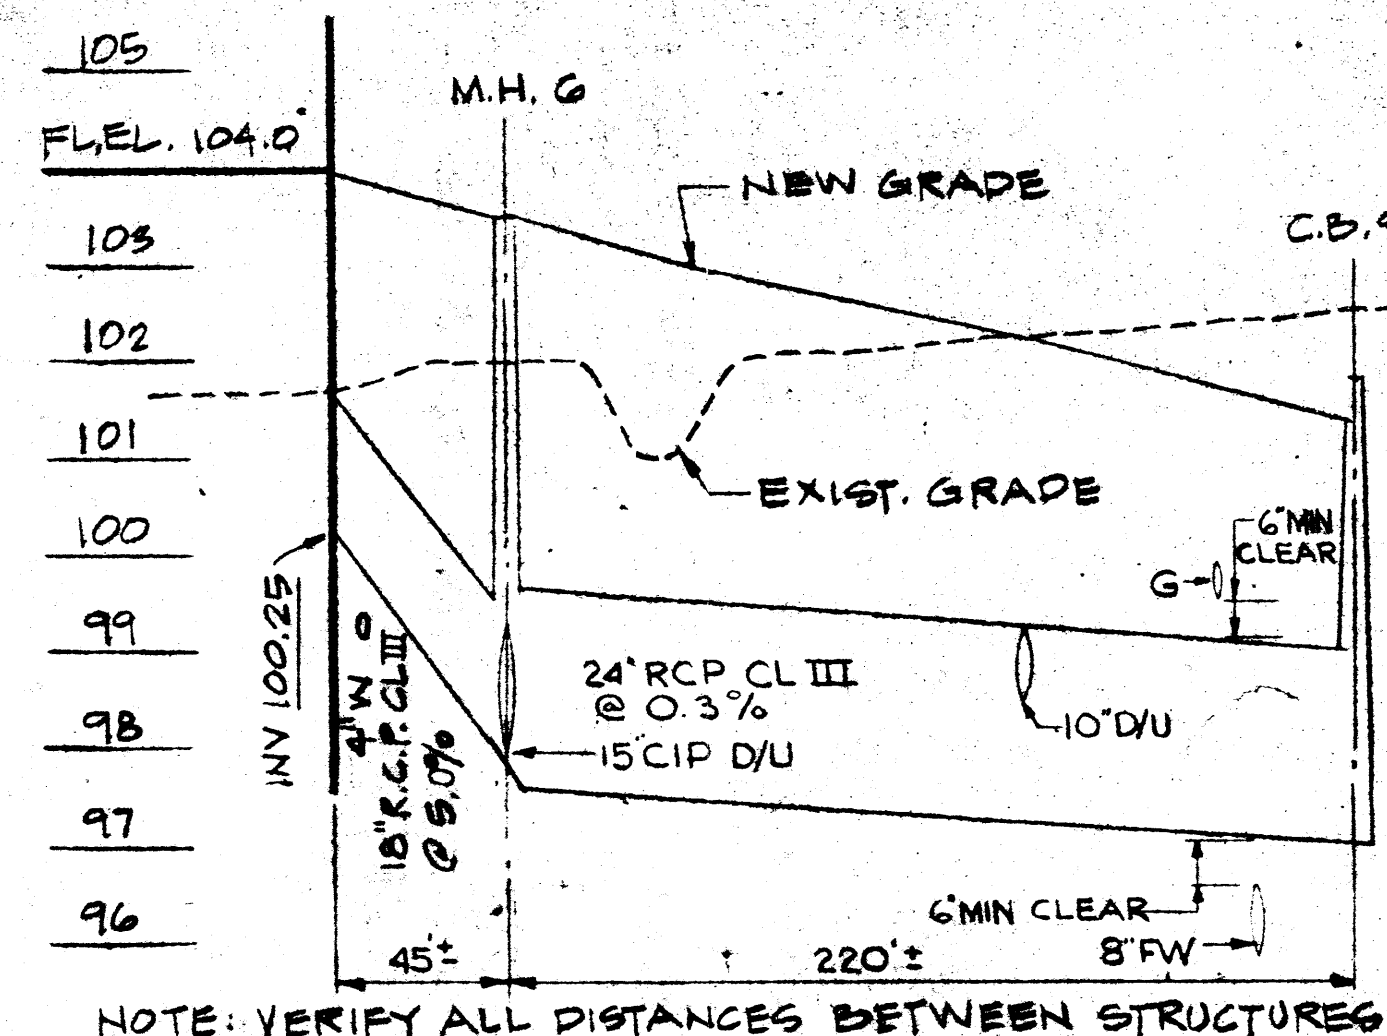 105
M.H. 6
FL,EL. 104.0
NEW GRADE
103
C.B.
102
101
EXIST. GRADE
100
6"MIN
CLEAR
G
INV 100.25
99
4"W
18"R.C.P. CL III
@ 5.0%
24" RCP CL III
@ 0.3%
98
10"D/U
15"CIP D/U
97
96
6"MIN CLEAR
8"FW
45'±
220'±
NOTE: VERIFY ALL DISTANCES BETWEEN STRUCTURES